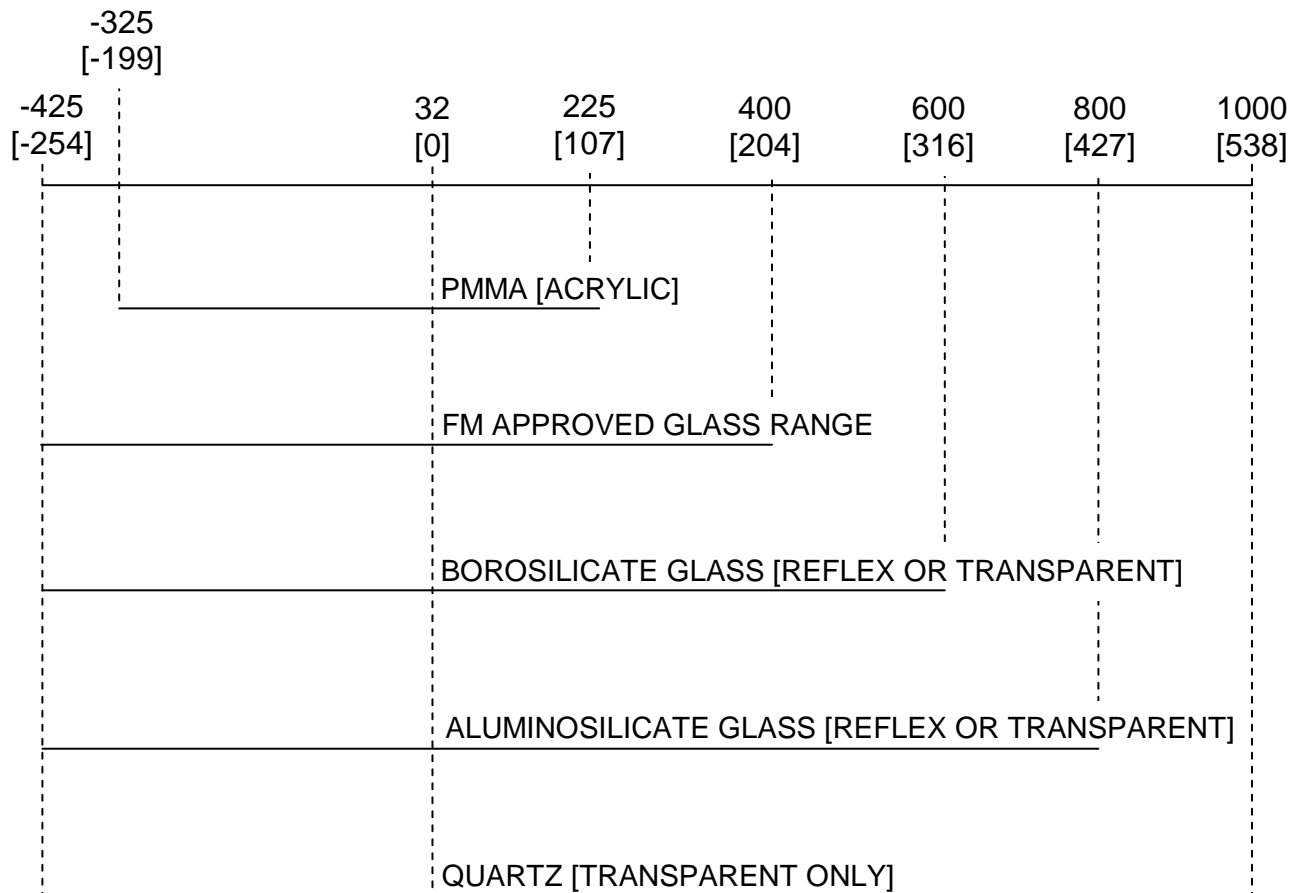 -325
[-199]
-425 32 225 400 600 800 1000
[-254] [0] [107] [204] [316] [427] [538]
PMMA [ACRYLIC]
FM APPROVED GLASS RANGE
BOROSILICATE GLASS [REFLEX OR TRANSPARENT]
ALUMINOSILICATE GLASS [REFLEX OR TRANSPARENT]
QUARTZ [TRANSPARENT ONLY]